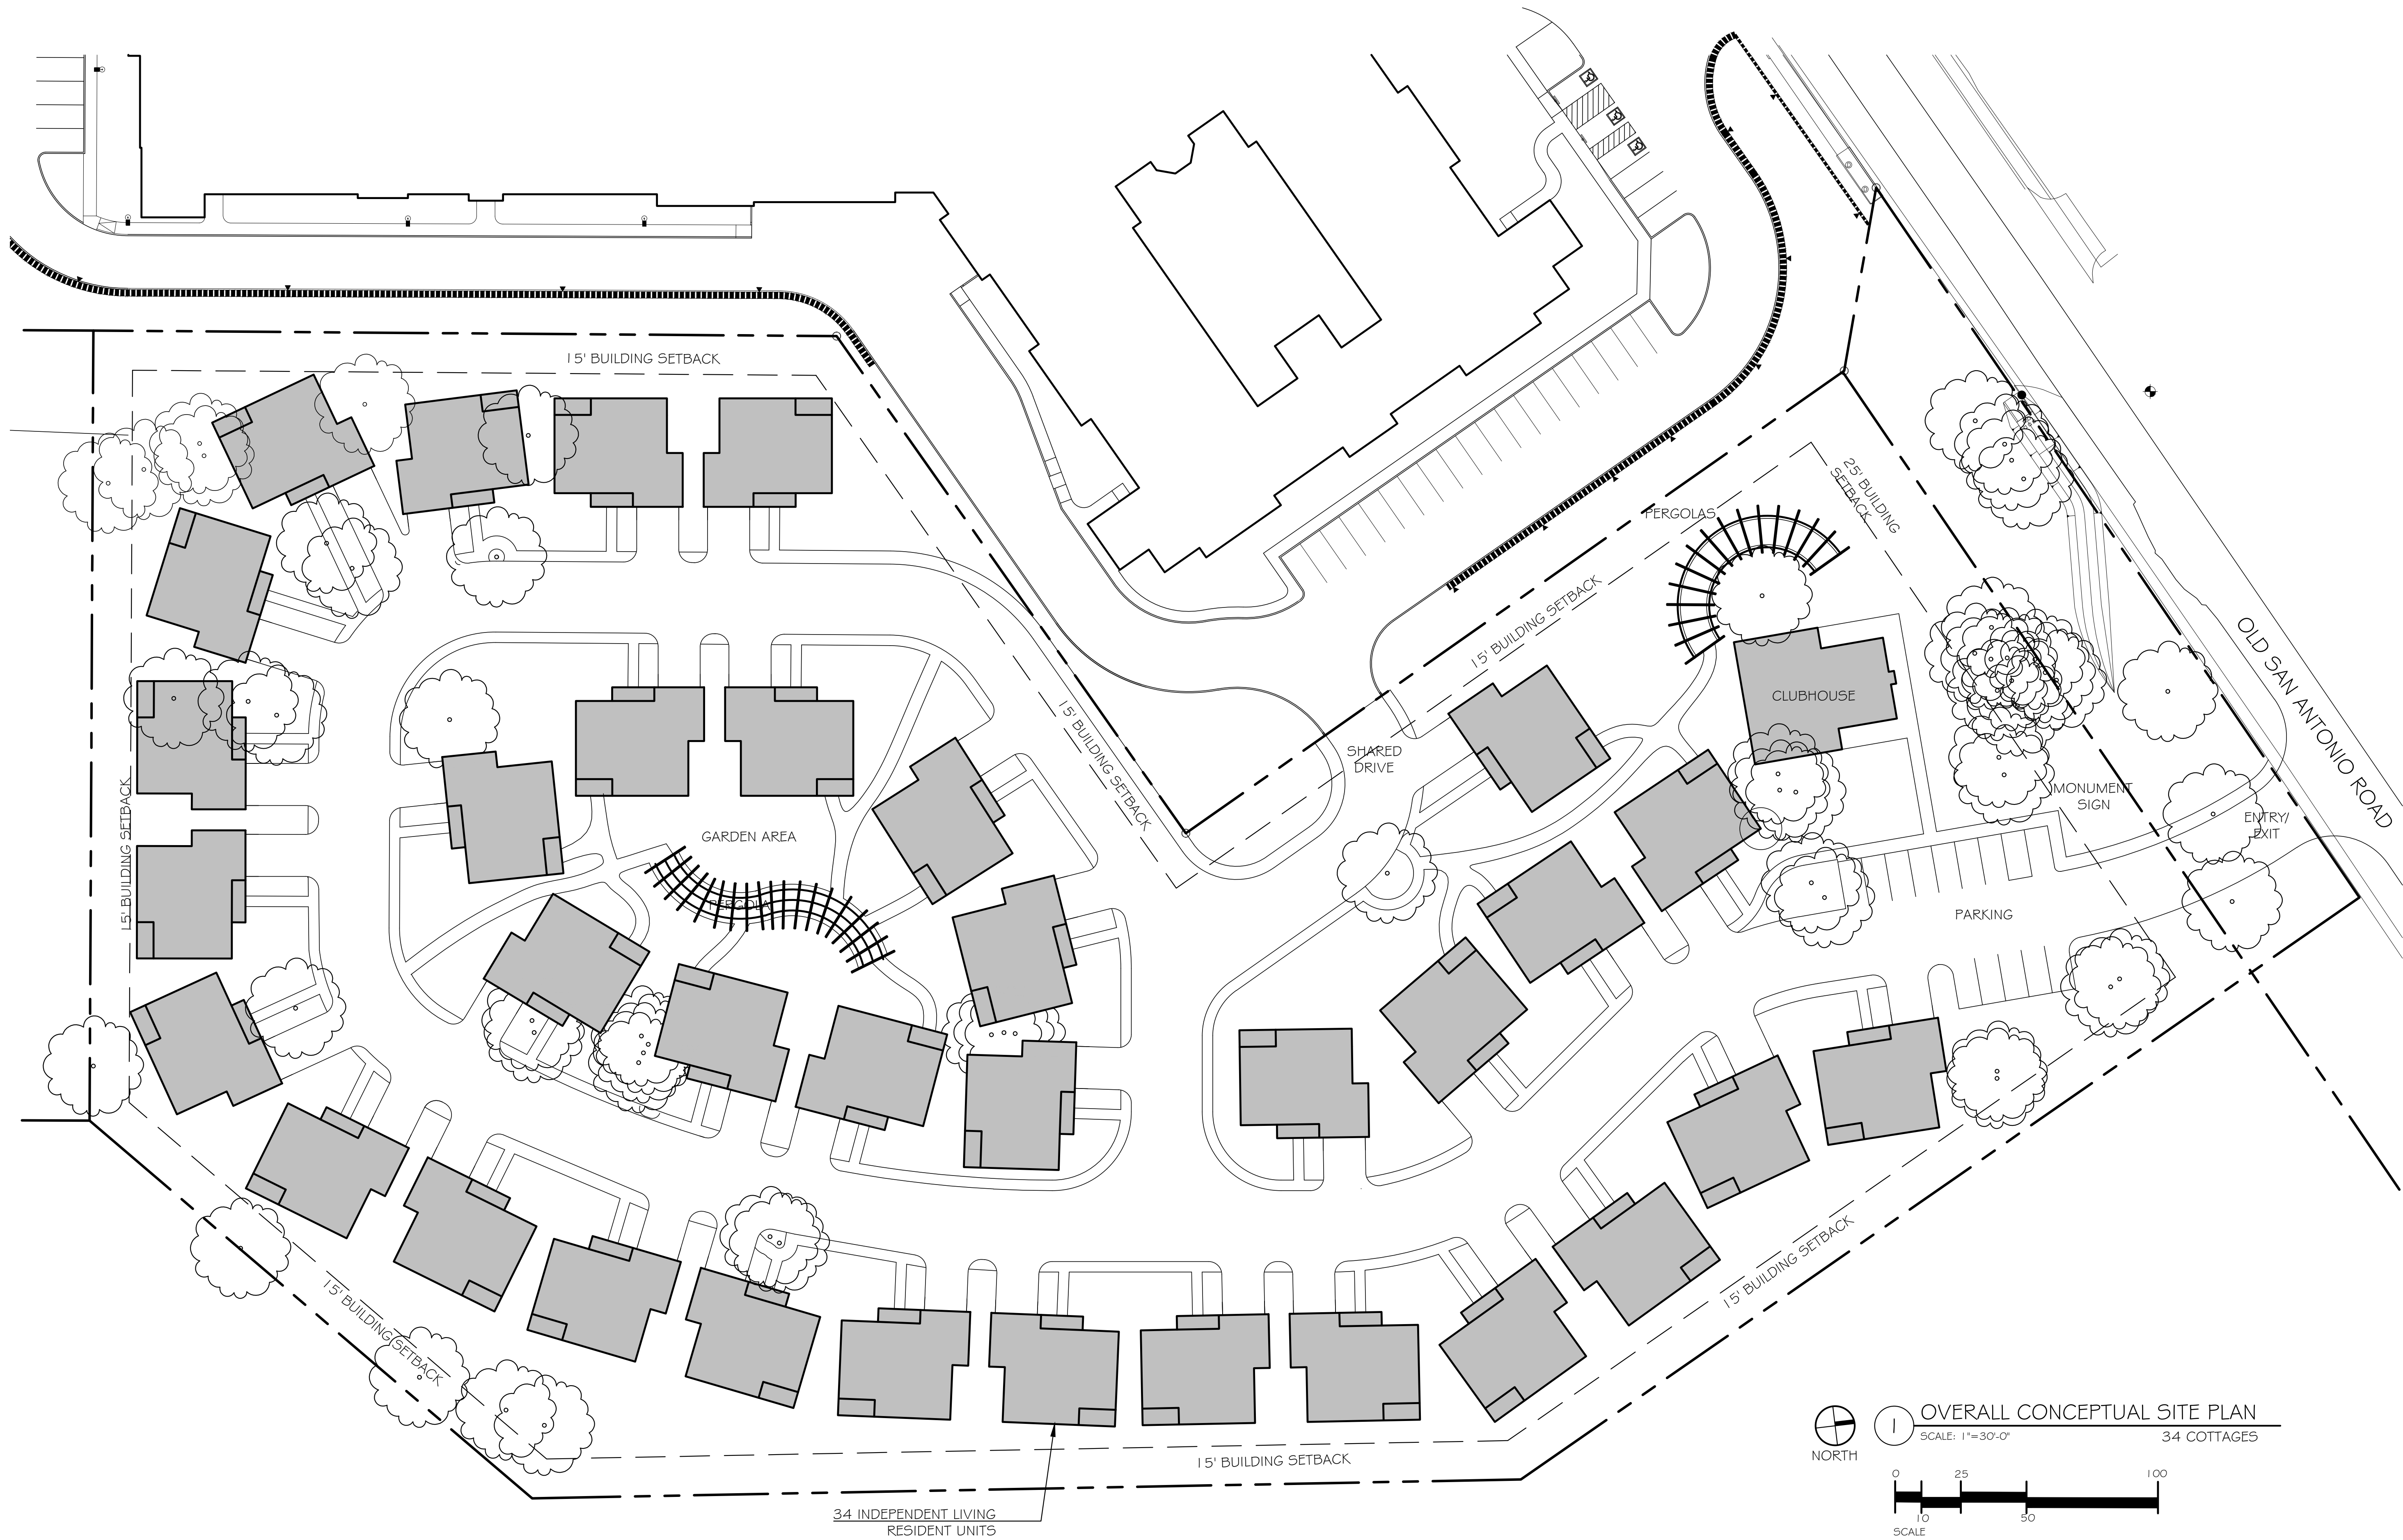 15' BUILDING SETBACK
25' BUILDING
SETBACK
PERGOLAS
15' BUILDING SETBACK
OLD SAN ANTONIO ROAD
CLUBHOUSE
15' BUILDING SETBACK
SHARED
DRIVE
MONUMENT
SIGN
ENTRY/
EXIT
15' BUILDING SETBACK
GARDEN AREA
PERGOLA
PARKING
15' BUILDING SETBACK
15' BUILDING SETBACK
15' BUILDING SETBACK
34 INDEPENDENT LIVING
RESIDENT UNITS
NORTH
1
OVERALL CONCEPTUAL SITE PLAN
SCALE: 1"=30'-0"
34 COTTAGES
0 25 100
10 50
SCALE